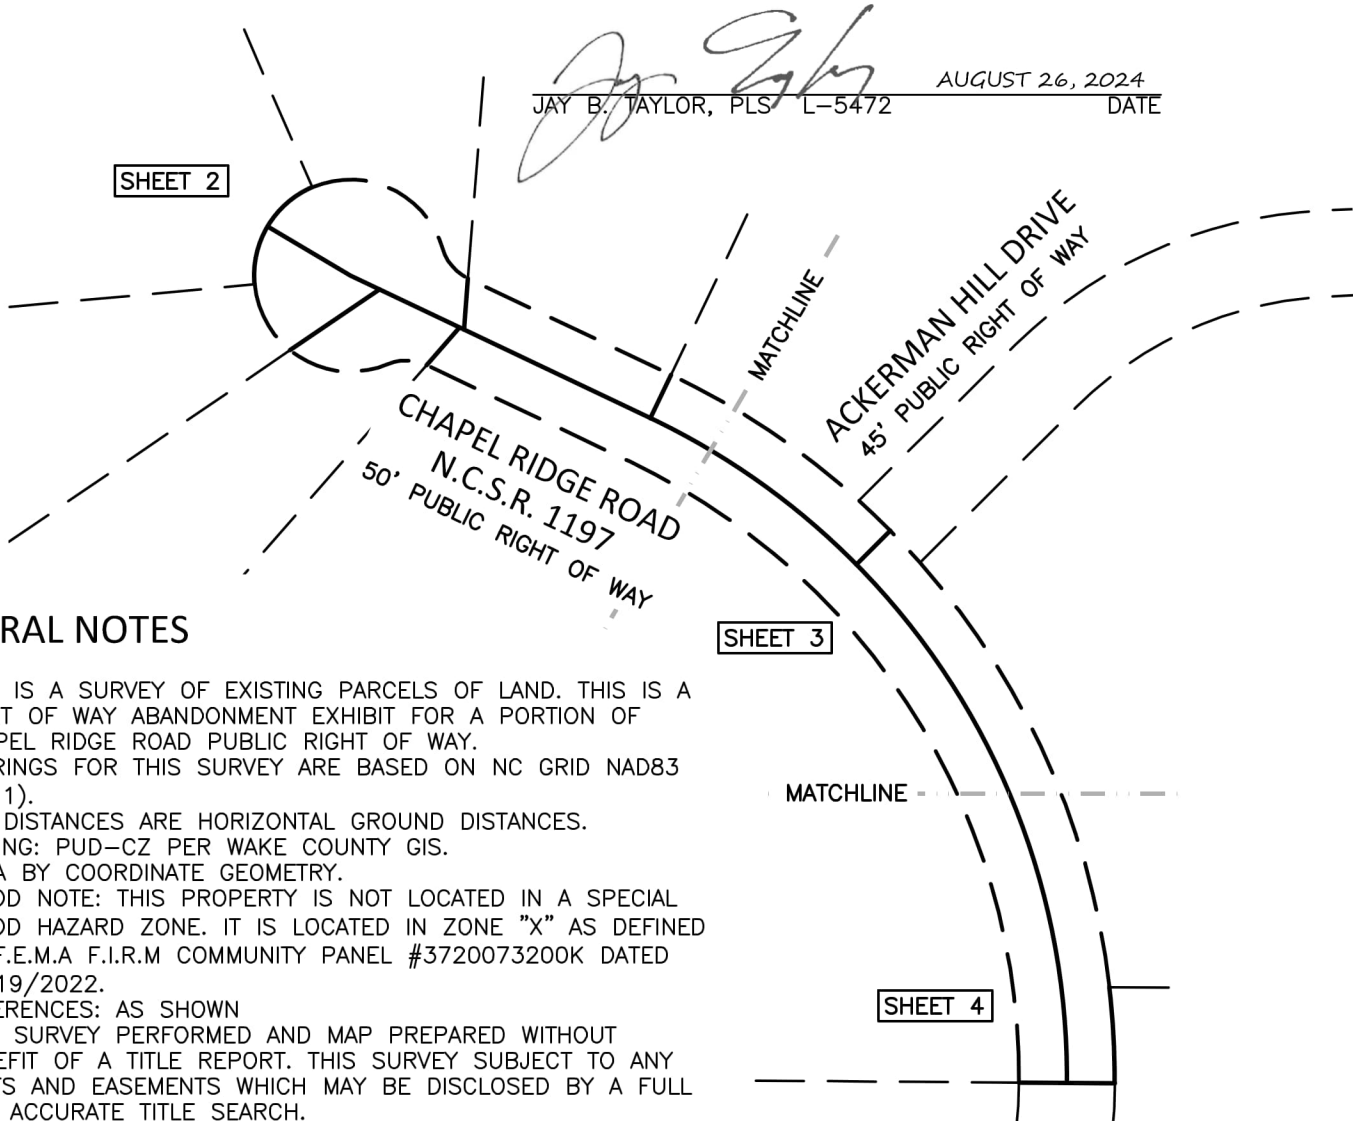 AUGUST 26, 2024
JAY B. TAYLOR, PLS L-5472 DATE
SHEET 2
MATCHLINE
ACKERMAN HILL DRIVE
45' PUBLIC RIGHT OF WAY
CHAPEL RIDGE ROAD
N.C.S.R. 1197
50' PUBLIC RIGHT OF WAY
SHEET 3
MATCHLINE
SHEET 4
RAL NOTES
IS A SURVEY OF EXISTING PARCELS OF LAND. THIS IS A
T OF WAY ABANDONMENT EXHIBIT FOR A PORTION OF
PEL RIDGE ROAD PUBLIC RIGHT OF WAY.
RINGS FOR THIS SURVEY ARE BASED ON NC GRID NAD83
1).
DISTANCES ARE HORIZONTAL GROUND DISTANCES.
NG: PUD-CZ PER WAKE COUNTY GIS.
A BY COORDINATE GEOMETRY.
OD NOTE: THIS PROPERTY IS NOT LOCATED IN A SPECIAL
OD HAZARD ZONE. IT IS LOCATED IN ZONE "X" AS DEFINED
F.E.M.A F.I.R.M COMMUNITY PANEL #3720073200K DATED
19/2022.
ERENCES: AS SHOWN
SURVEY PERFORMED AND MAP PREPARED WITHOUT
EFIT OF A TITLE REPORT. THIS SURVEY SUBJECT TO ANY
TS AND EASEMENTS WHICH MAY BE DISCLOSED BY A FULL
ACCURATE TITLE SEARCH.